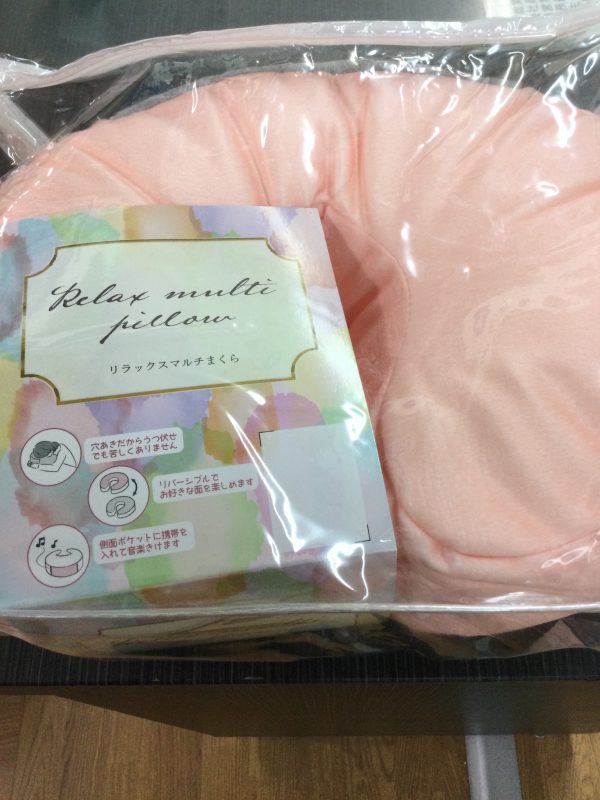 Relax multi
pillow
リラックスマルチまくら
穴あきだからうつ伏せ
でも苦しくありません
リバーシブルで
お好きな面を楽しめます
側面ポケットに携帯を
入れて音楽きけます